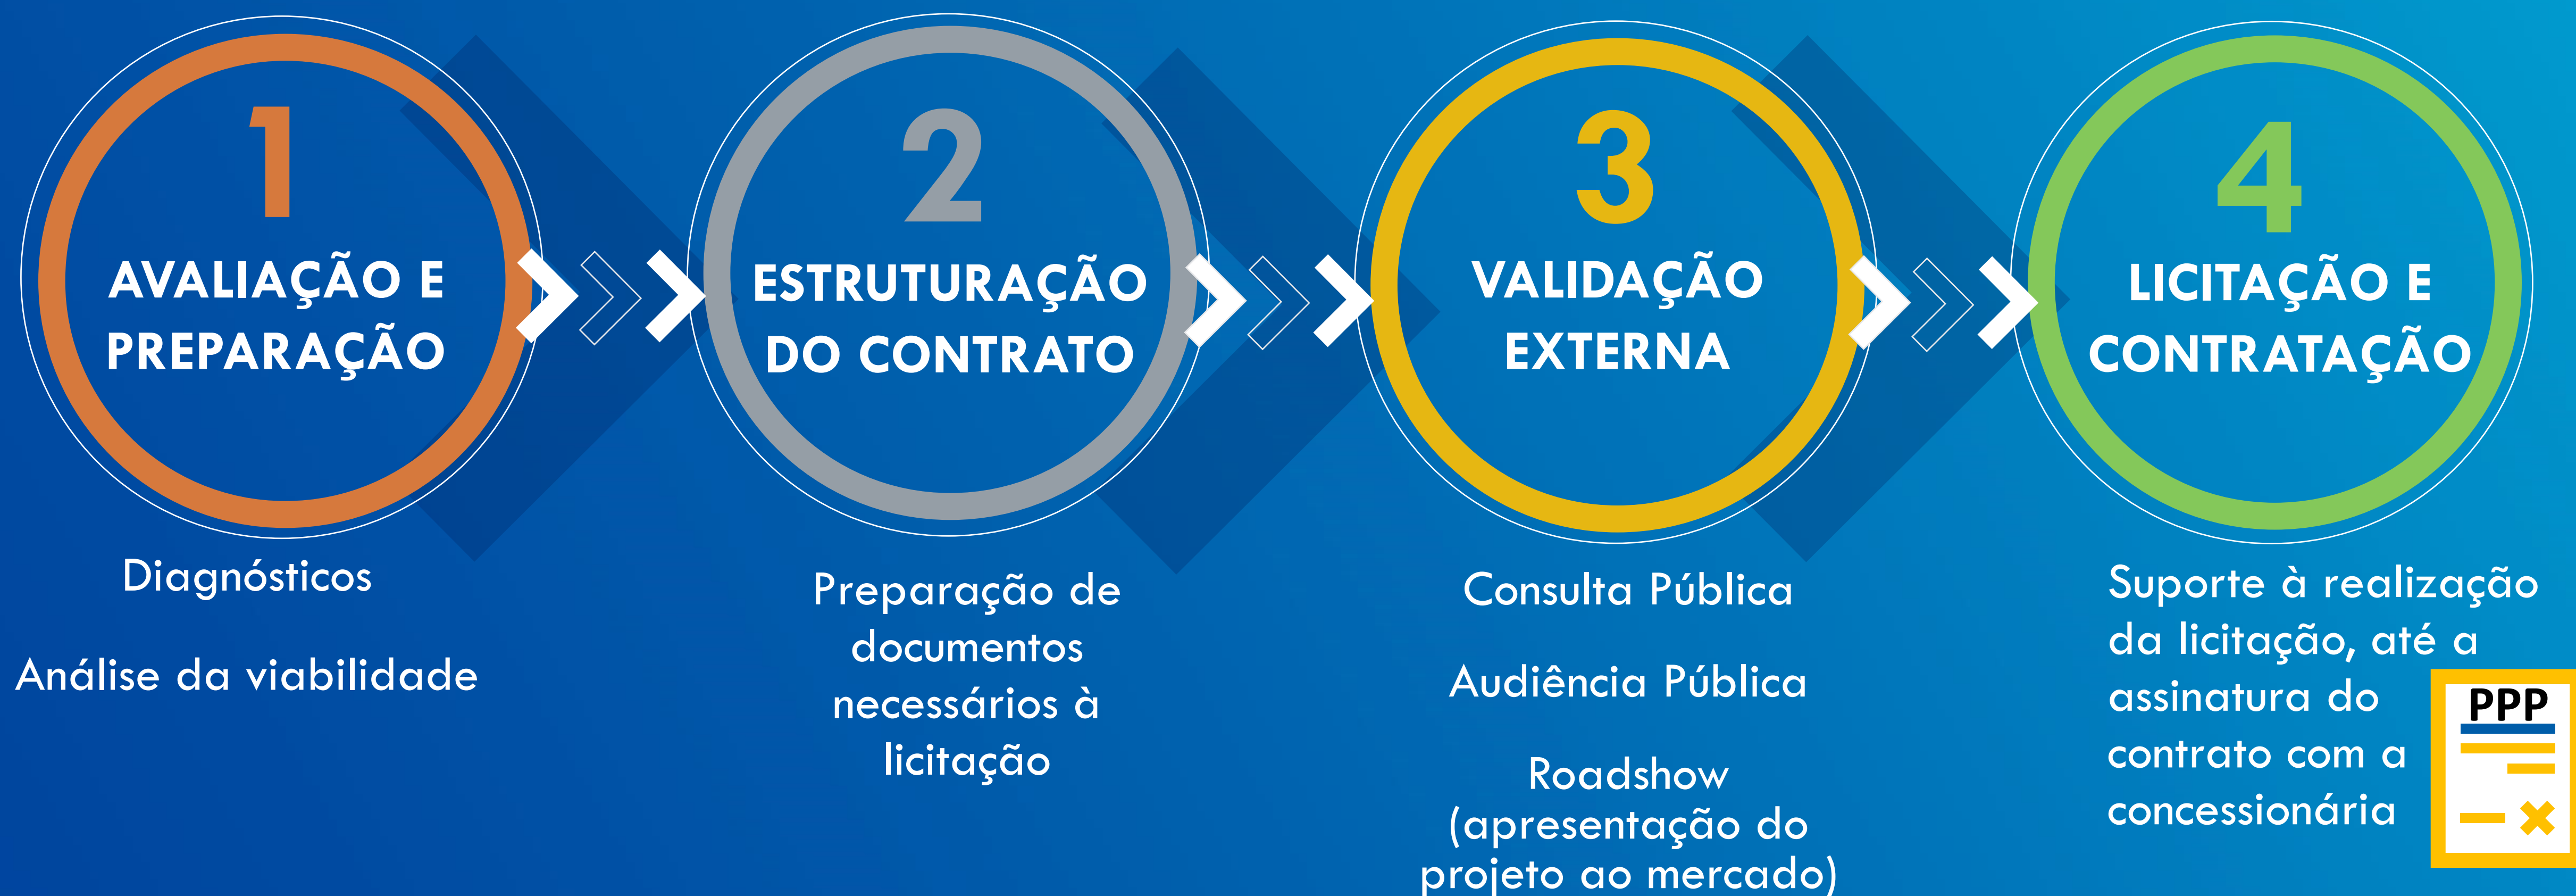 1
AVALIAÇÃO E
PREPARAÇÃO
Diagnósticos
Análise da viabilidade
2
ESTRUTURAÇÃO
DO CONTRATO
Preparação de
documentos
necessários à
licitação
3
VALIDAÇÃO
EXTERNA
Consulta Pública
Audiência Pública
Roadshow
(apresentação do
projeto ao mercado)
4
LICITAÇÃO E
CONTRATAÇÃO
Suporte à realização
da licitação, até a
assinatura do
contrato com a
concessionária
PPP